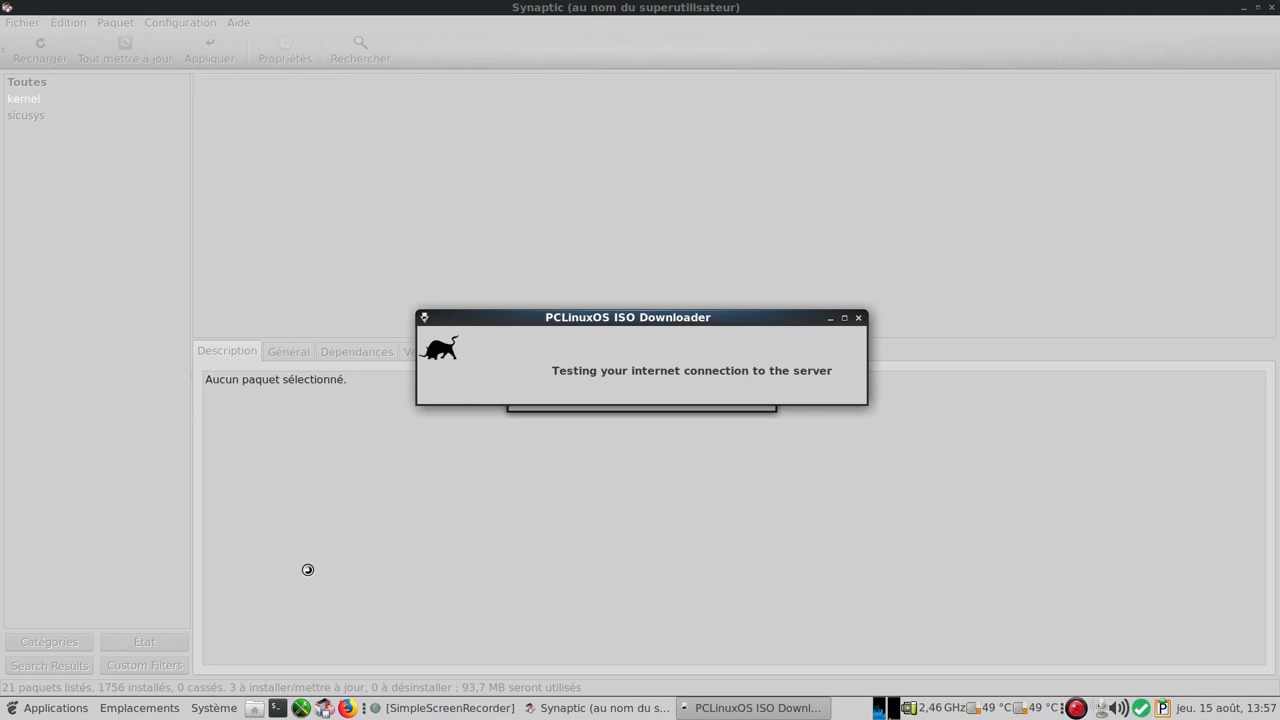 Synaptic (au nom du superutilisateur)
Fichier Édition Paquet Configuration Aide
Recharger Tout mettre à jour Appliquer Propriétés Rechercher
Toutes
kernel
sicusys
PCLinuxOS ISO Downloader
Testing your internet connection to the server
Description Général Dépendances
Aucun paquet sélectionné.
Catégories État
Search Results Custom Filters
21 paquets listés, 1756 installés, 0 cassés. 3 à installer/mettre à jour, 0 à désinstaller ; 93,7 MB seront utilisés
Applications Emplacements Système [SimpleScreenRecorder] Synaptic (au nom du s... PCLinuxOS ISO Downl... 2,46 GHz 49 °C 49 °C jeu. 15 août, 13:57